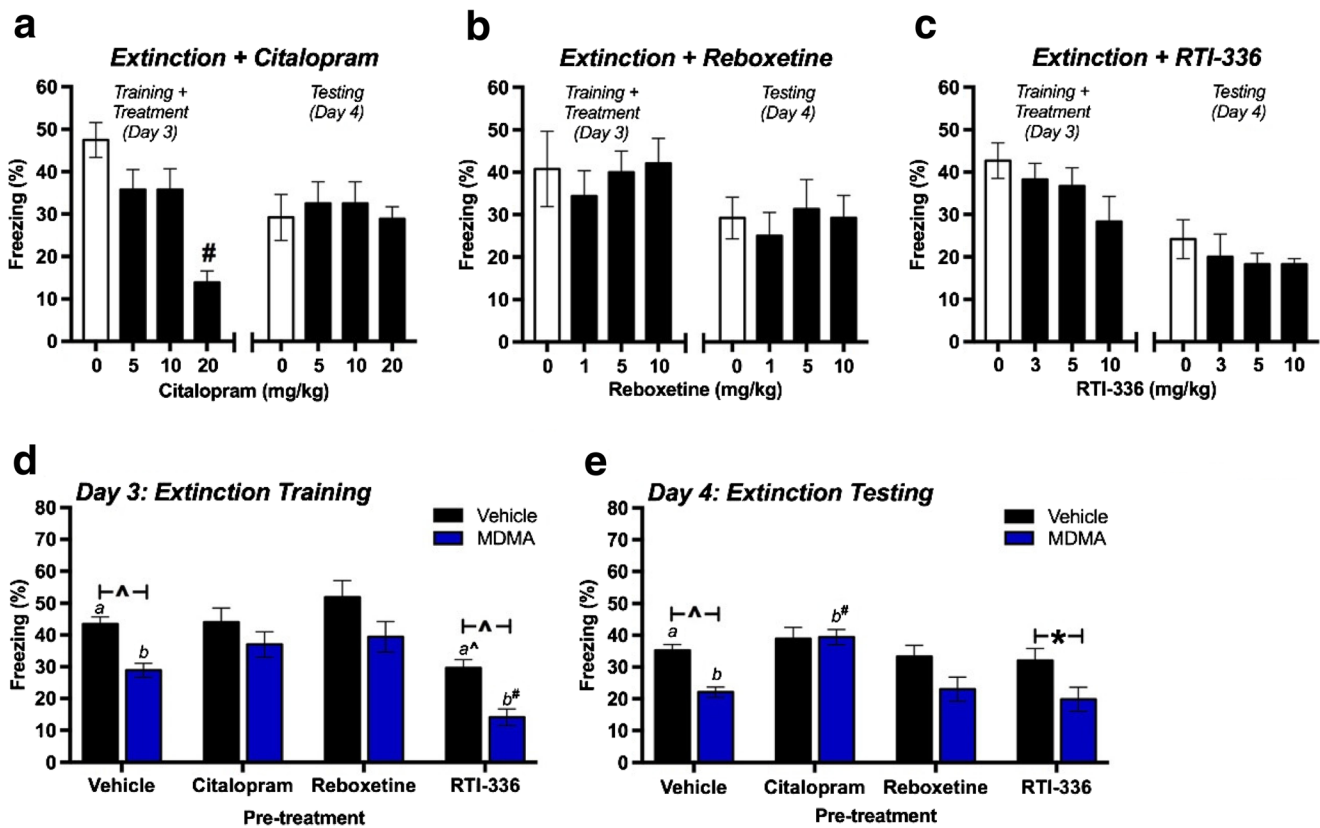 a
Extinction + Citalopram
Training +
Treatment
(Day 3)
Testing
(Day 4)
Freezing (%)
60
50
40
30
20
10
0
#
0 5 10 20 0 5 10 20
Citalopram (mg/kg)
b
Extinction + Reboxetine
Training +
Treatment
(Day 3)
Testing
(Day 4)
Freezing (%)
60
50
40
30
20
10
0
0 1 5 10 0 1 5 10
Reboxetine (mg/kg)
c
Extinction + RTI-336
Training +
Treatment
(Day 3)
Testing
(Day 4)
Freezing (%)
60
50
40
30
20
10
0
0 3 5 10 0 3 5 10
RTI-336 (mg/kg)
d
Day 3: Extinction Training
Vehicle
MDMA
Freezing (%)
80
70
60
50
40
30
20
10
0
^
a
b
^
a^
b#
Vehicle Citalopram Reboxetine RTI-336
Pre-treatment
e
Day 4: Extinction Testing
Vehicle
MDMA
Freezing (%)
80
70
60
50
40
30
20
10
0
^
a
b
b#
*
Vehicle Citalopram Reboxetine RTI-336
Pre-treatment